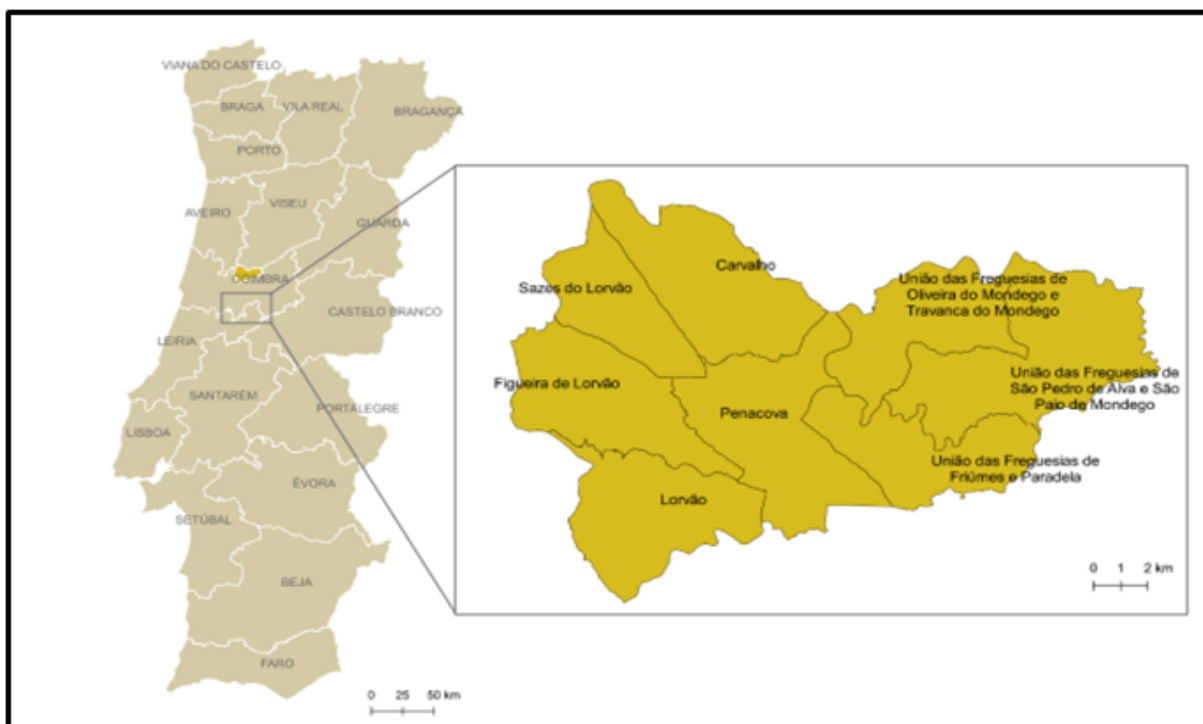 VIANA DO CASTELO
BRAGA
VILA REAL
BRAGANÇA
PORTO
AVEIRO
VISEU
GUARDA
COIMBRA
CASTELO BRANCO
LEIRIA
SANTARÉM
PORTALEGRE
LISBOA
ÉVORA
SETÚBAL
BEJA
FARO
0 25 50 km
Carvalho
Sazes do Lorvão
União das Freguesias de
Oliveira do Mondego e
Travanca do Mondego
Figueira de Lorvão
União das Freguesias de
São Pedro de Alva e São
Paio de Mondego
Penacova
União das Freguesias de
Friúmes e Paradela
Lorvão
0 1 2 km